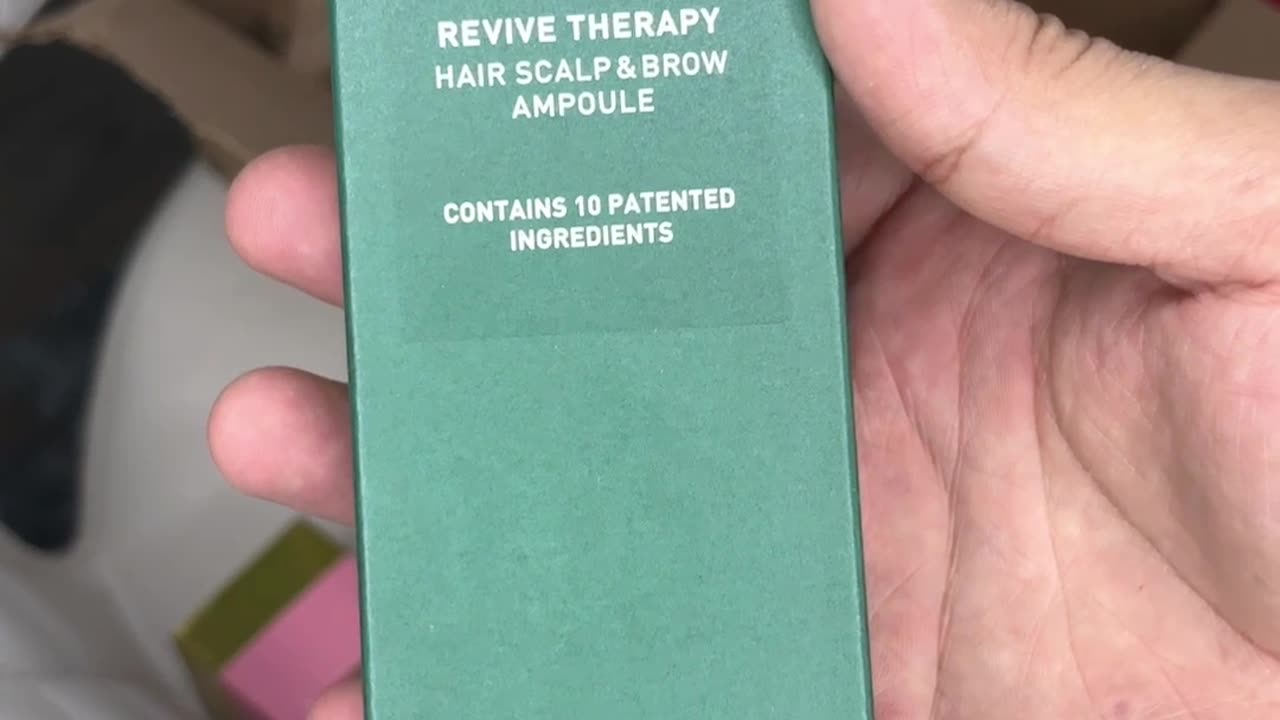 REVIVE THERAPY
HAIR SCALP & BROW
AMPOULE
CONTAINS 10 PATENTED
INGREDIENTS